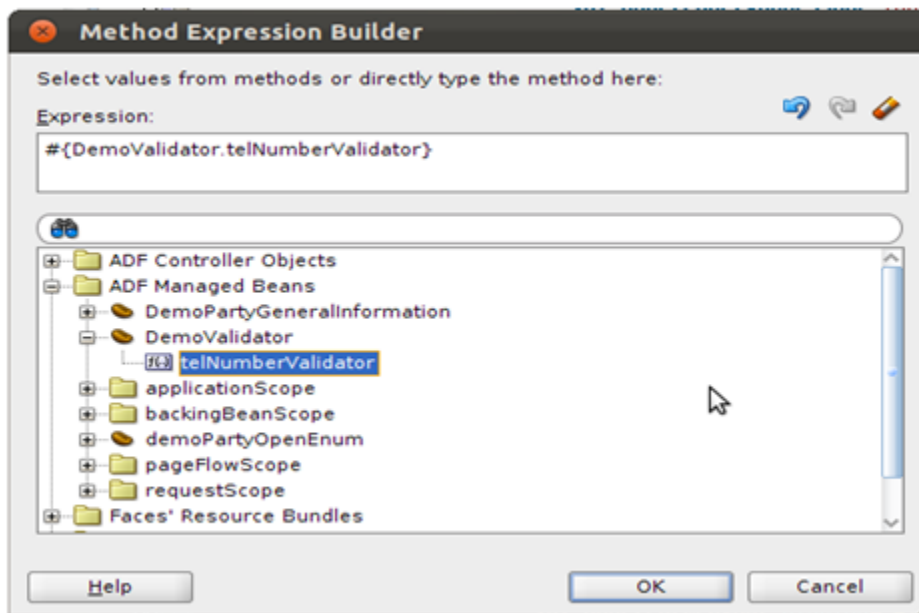 Method Expression Builder
Select values from methods or directly type the method here:
Expression:
#{DemoValidator.telNumberValidator}
ADF Controller Objects
ADF Managed Beans
DemoPartyGeneralInformation
DemoValidator
telNumberValidator
applicationScope
backingBeanScope
demoPartyOpenEnum
pageFlowScope
requestScope
Faces' Resource Bundles
Help OK Cancel